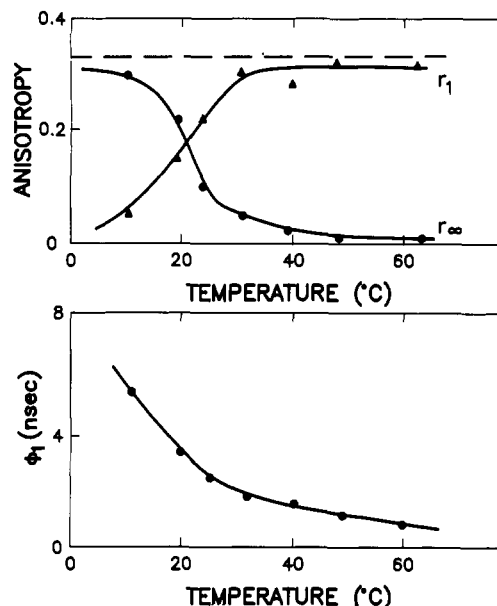 0.4
0.2
0
ANISOTROPY
r₁
r∞
0 20 40 60
TEMPERATURE (°C)
8
4
0
ϕ₁ (nsec)
0 20 40 60
TEMPERATURE (°C)